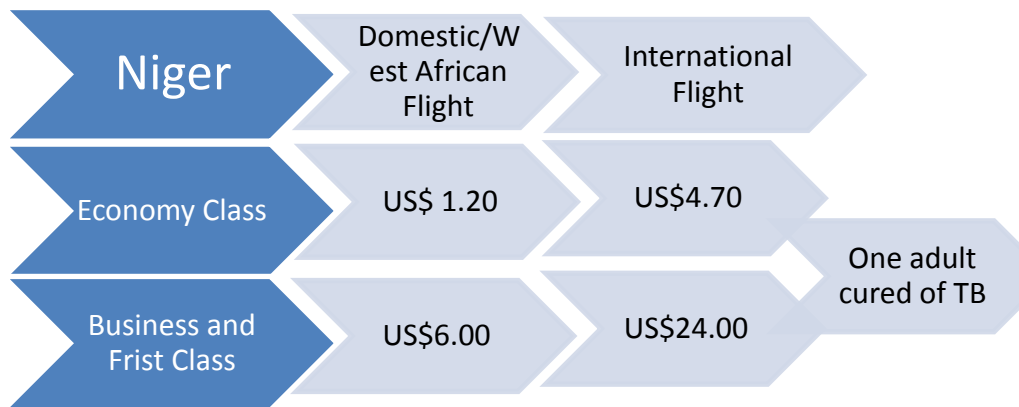 Niger
Domestic/W
est African
Flight
International
Flight
Economy Class
US$ 1.20
US$4.70
One adult
cured of TB
Business and
Frist Class
US$6.00
US$24.00